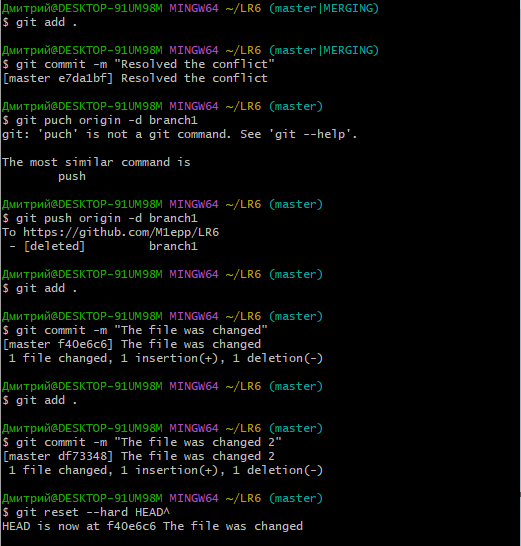 Дмитрий@DESKTOP-91UM98M MINGW64 ~/LR6 (master|MERGING)
$ git add .
Дмитрий@DESKTOP-91UM98M MINGW64 ~/LR6 (master|MERGING)
$ git commit -m "Resolved the conflict"
[master e7da1bf] Resolved the conflict
Дмитрий@DESKTOP-91UM98M MINGW64 ~/LR6 (master)
$ git puch origin -d branch1
git: 'puch' is not a git command. See 'git --help'.
The most similar command is
push
Дмитрий@DESKTOP-91UM98M MINGW64 ~/LR6 (master)
$ git push origin -d branch1
To https://github.com/M1epp/LR6
- [deleted] branch1
Дмитрий@DESKTOP-91UM98M MINGW64 ~/LR6 (master)
$ git add .
Дмитрий@DESKTOP-91UM98M MINGW64 ~/LR6 (master)
$ git commit -m "The file was changed"
[master f40e6c6] The file was changed
1 file changed, 1 insertion(+), 1 deletion(-)
Дмитрий@DESKTOP-91UM98M MINGW64 ~/LR6 (master)
$ git add .
Дмитрий@DESKTOP-91UM98M MINGW64 ~/LR6 (master)
$ git commit -m "The file was changed 2"
[master df73348] The file was changed 2
1 file changed, 1 insertion(+), 1 deletion(-)
Дмитрий@DESKTOP-91UM98M MINGW64 ~/LR6 (master)
$ git reset --hard HEAD^
HEAD is now at f40e6c6 The file was changed